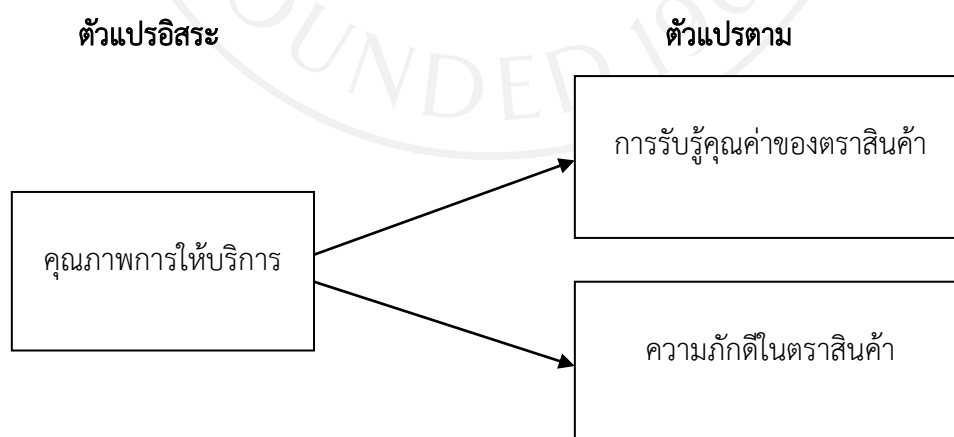 ตัวแปรอิสระ
ตัวแปรตาม
การรับรู้คุณค่าของตราสินค้า
คุณภาพการให้บริการ
ความภักดีในตราสินค้า